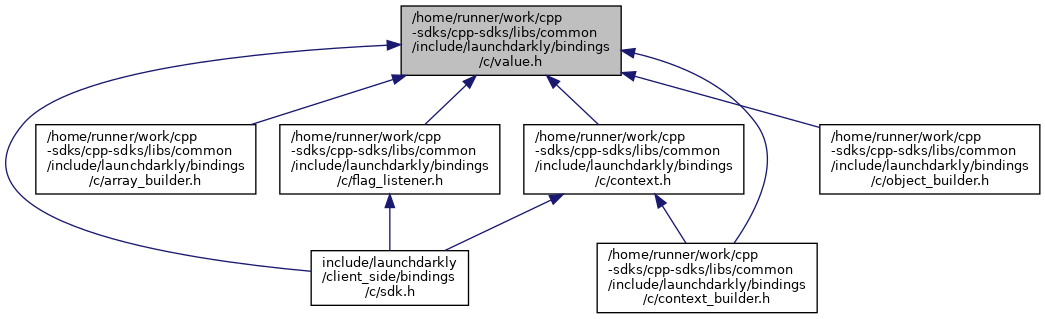 /home/runner/work/cpp
-sdks/cpp-sdks/libs/common
/include/launchdarkly/bindings
/c/value.h
/home/runner/work/cpp
-sdks/cpp-sdks/libs/common
/include/launchdarkly/bindings
/c/array_builder.h
/home/runner/work/cpp
-sdks/cpp-sdks/libs/common
/include/launchdarkly/bindings
/c/flag_listener.h
/home/runner/work/cpp
-sdks/cpp-sdks/libs/common
/include/launchdarkly/bindings
/c/context.h
/home/runner/work/cpp
-sdks/cpp-sdks/libs/common
/include/launchdarkly/bindings
/c/object_builder.h
include/launchdarkly
/client_side/bindings
/c/sdk.h
/home/runner/work/cpp
-sdks/cpp-sdks/libs/common
/include/launchdarkly/bindings
/c/context_builder.h